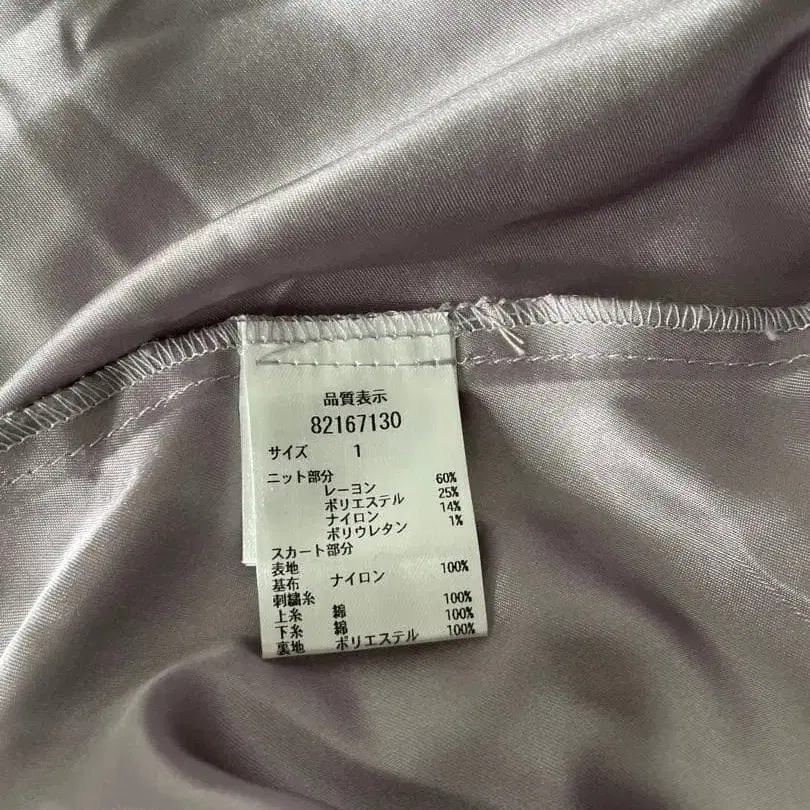 品質表示
82167130
サイズ 1
ニット部分
レーヨン 60%
ポリエステル 25%
ナイロン 14%
ポリウレタン 1%
スカート部分
表地
基布 ナイロン 100%
刺繍糸
上糸 綿 100%
下糸 綿 100%
裏地 ポリエステル 100%